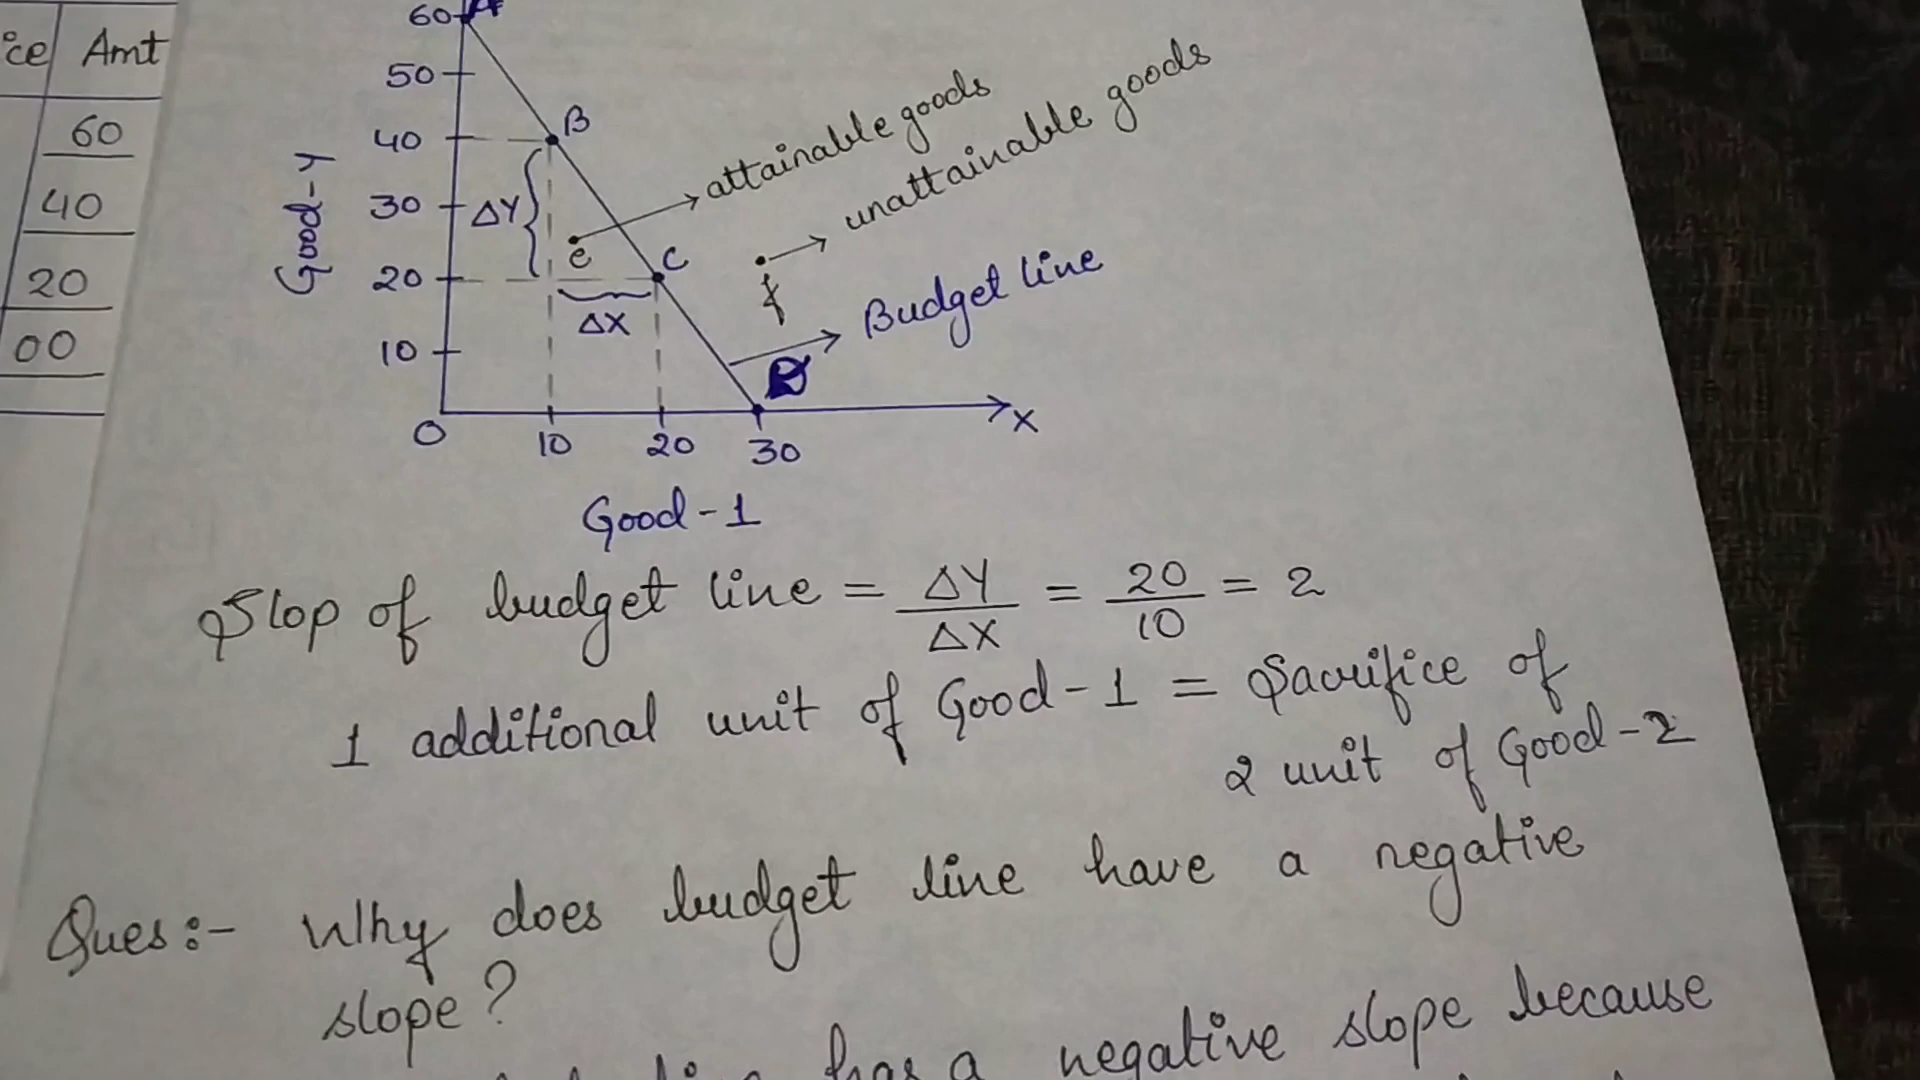 ice Amt
60
40
20
00
60 A
50
40 B
30 ΔY
20 C
10
Good-Y
e
attainable goods
unattainable goods
f
ΔX
Budget line
D
O 10 20 30 X
Good-1
Slop of budget line = ΔY/ΔX = 20/10 = 2
1 additional unit of Good-1 = Sacrifice of
2 unit of Good-2
Ques:- Why does budget line have a negative
slope?
has a negative slope because